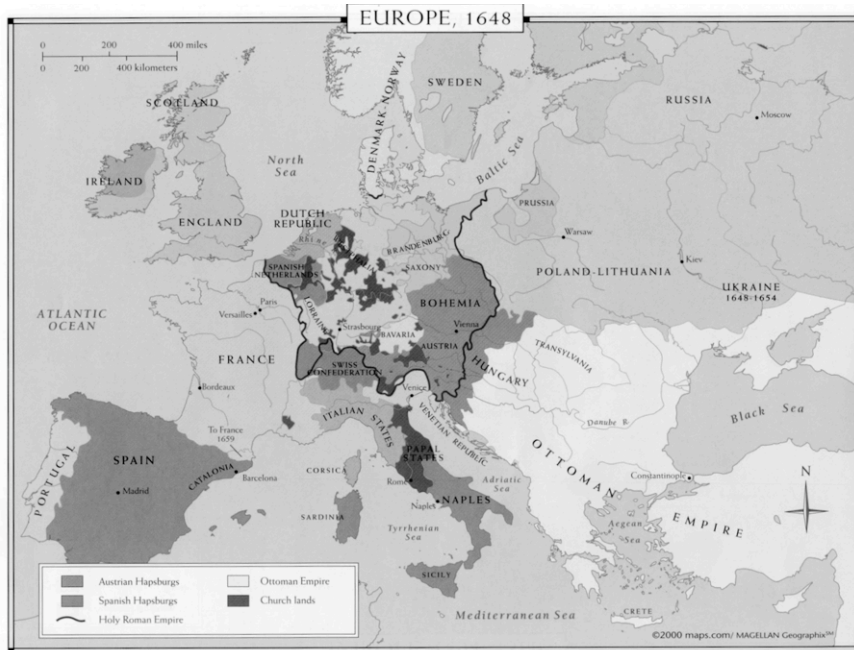 EUROPE, 1648
0 200 400 miles
0 200 400 kilometers
SCOTLAND
North
Sea
IRELAND
ENGLAND
DENMARK-NORWAY
SWEDEN
Baltic Sea
RUSSIA
Moscow
DUTCH
REPUBLIC
PRUSSIA
BRANDENBURG
Warsaw
SPANISH
NETHERLANDS
SAXONY
POLAND-LITHUANIA
Kiev
UKRAINE
1648-1654
ATLANTIC
OCEAN
Paris
Versailles
LORRAINE
Strasbourg
BAVARIA
BOHEMIA
Vienna
AUSTRIA
FRANCE
SWISS
CONFEDERATION
HUNGARY
TRANSYLVANIA
Bordeaux
Venice
VENETIAN REPUBLIC
ITALIAN STATES
Danube R.
Black Sea
To France
1659
SPAIN
PORTUGAL
Madrid
CATALONIA
Barcelona
CORSICA
PAPAL
STATES
Rome
Adriatic
Sea
OTTOMAN
EMPIRE
Constantinople
N
SARDINIA
Naples
NAPLES
Tyrrhenian
Sea
Aegean
Sea
SICILY
CRETE
Mediterranean Sea
Austrian Hapsburgs
Ottoman Empire
Spanish Hapsburgs
Church lands
Holy Roman Empire
©2000 maps.com/ MAGELLAN Geographix℠